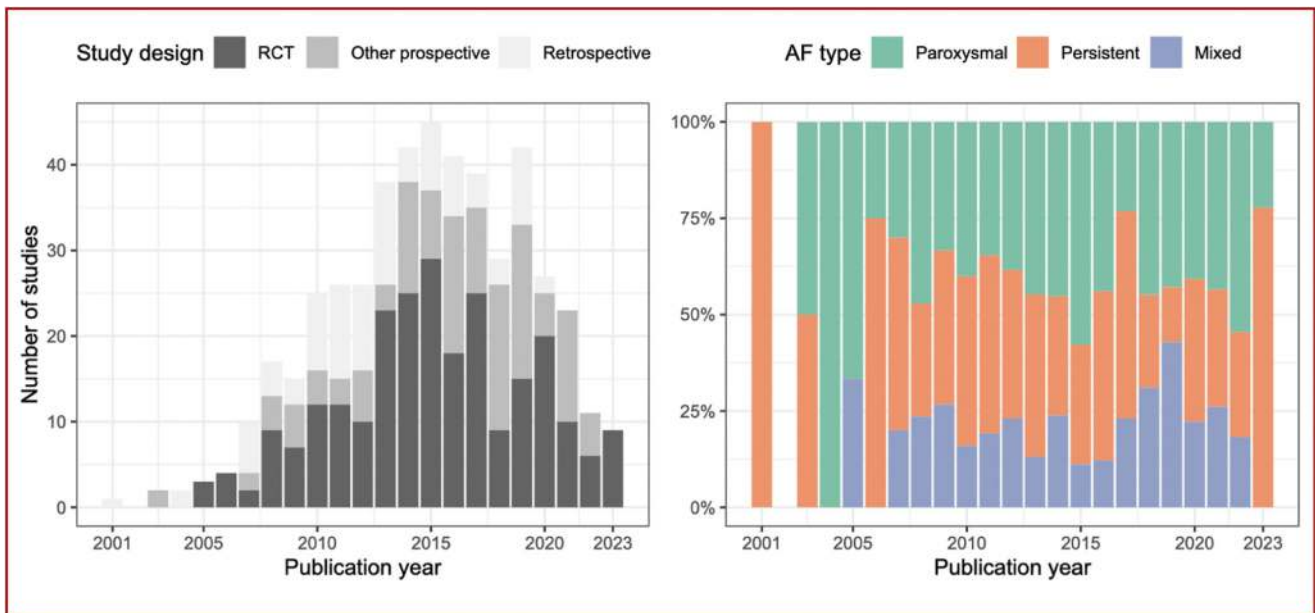 Study design RCT Other prospective Retrospective
Number of studies
40
30
20
10
0
2001 2005 2010 2015 2020 2023
Publication year
AF type Paroxysmal Persistent Mixed
100%
75%
50%
25%
0%
2001 2005 2010 2015 2020 2023
Publication year